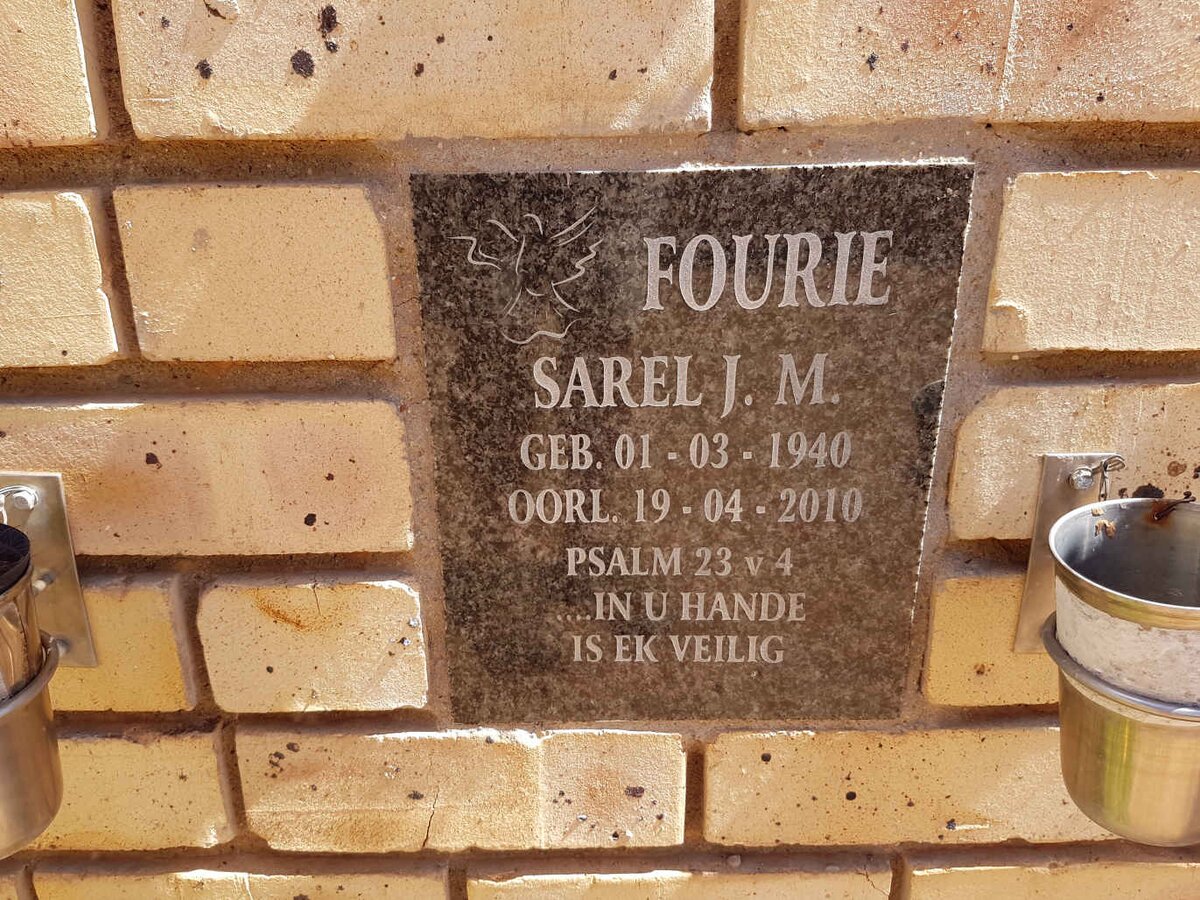 FOURIE
SAREL J. M.
GEB. 01 - 03 - 1940
OORL. 19 - 04 - 2010
PSALM 23 v 4
....IN U HANDE
IS EK VEILIG